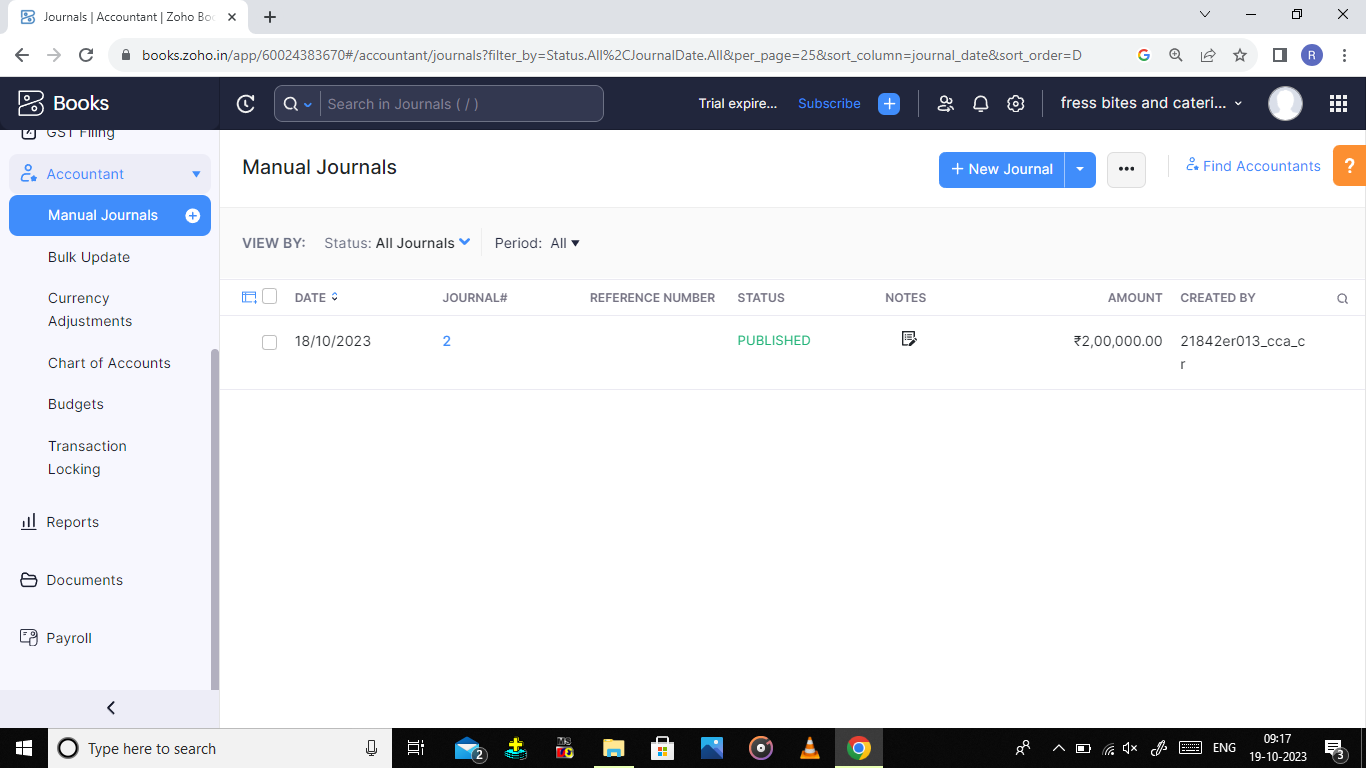 Journals | Accountant | Zoho Boo
books.zoho.in/app/60024383670#/accountant/journals?filter_by=Status.All%2CJournalDate.All&per_page=25&sort_column=journal_date&sort_order=D
R
Books
Search in Journals ( / )
Trial expire...
Subscribe
fress bites and cateri...
GST Filing
Accountant
Manual Journals
Bulk Update
Currency
Adjustments
Chart of Accounts
Budgets
Transaction
Locking
Reports
Documents
Payroll
Manual Journals
+ New Journal
Find Accountants
?
VIEW BY: Status: All Journals Period: All
DATE JOURNAL# REFERENCE NUMBER STATUS NOTES AMOUNT CREATED BY
18/10/2023 2 PUBLISHED ₹2,00,000.00 21842er013_cca_c
r
Type here to search
2
MS
ENG
09:17
19-10-2023
3